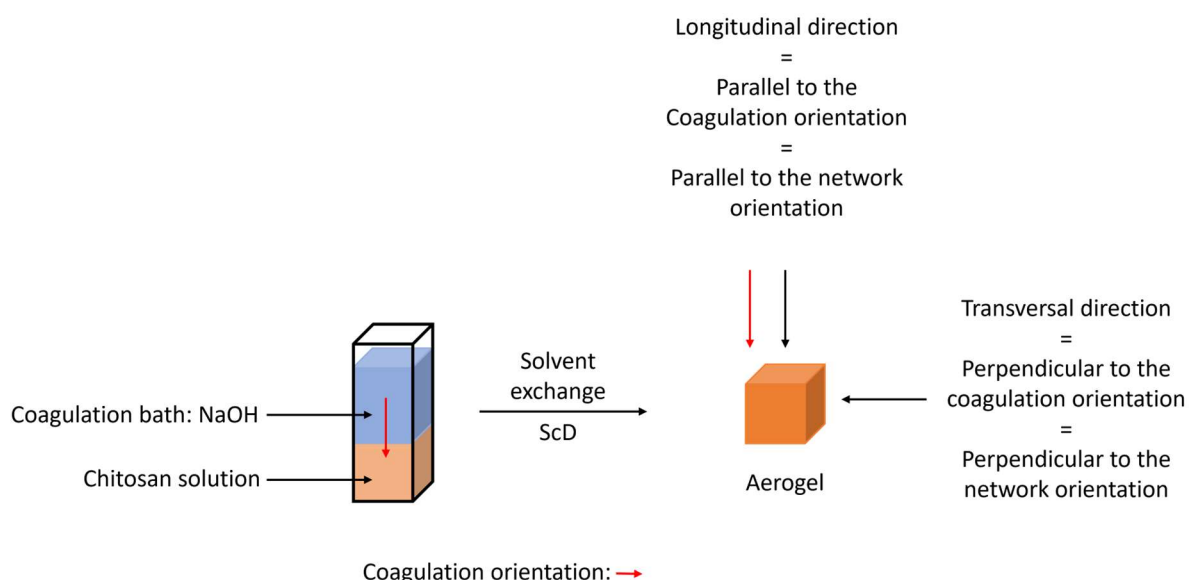 Longitudinal direction
=
Parallel to the
Coagulation orientation
=
Parallel to the network
orientation
Coagulation bath: NaOH
Chitosan solution
Solvent
exchange
ScD
Aerogel
Transversal direction
=
Perpendicular to the
coagulation orientation
=
Perpendicular to the
network orientation
Coagulation orientation: